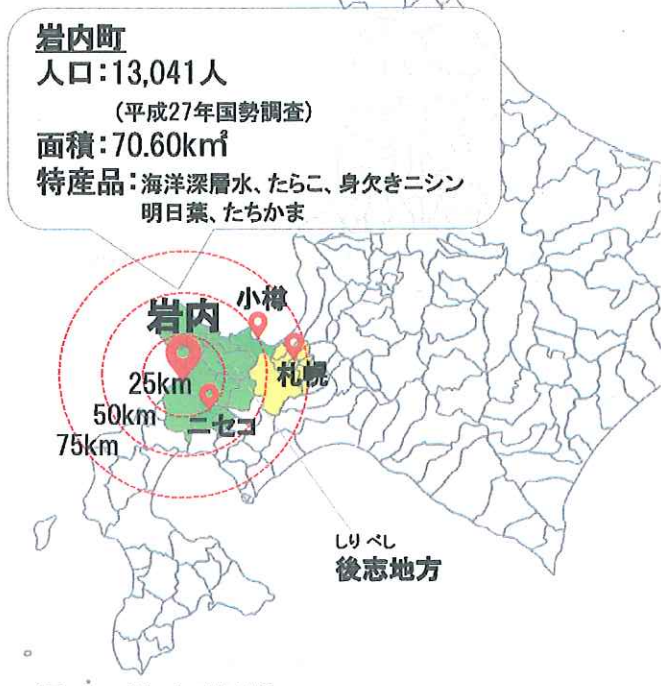 岩内町
人口:13,041人
(平成27年国勢調査)
面積:70.60k㎡
特産品:海洋深層水、たらこ、身欠きニシン
明日葉、たちかま
小樽
岩内
札幌
25km
ニセコ
50km
75km
しりべし
後志地方